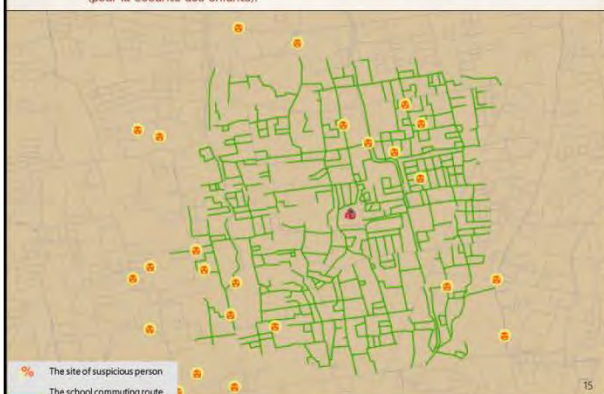 (pour la sécurité des enfants).
% The site of suspicious person
The school commuting route
15